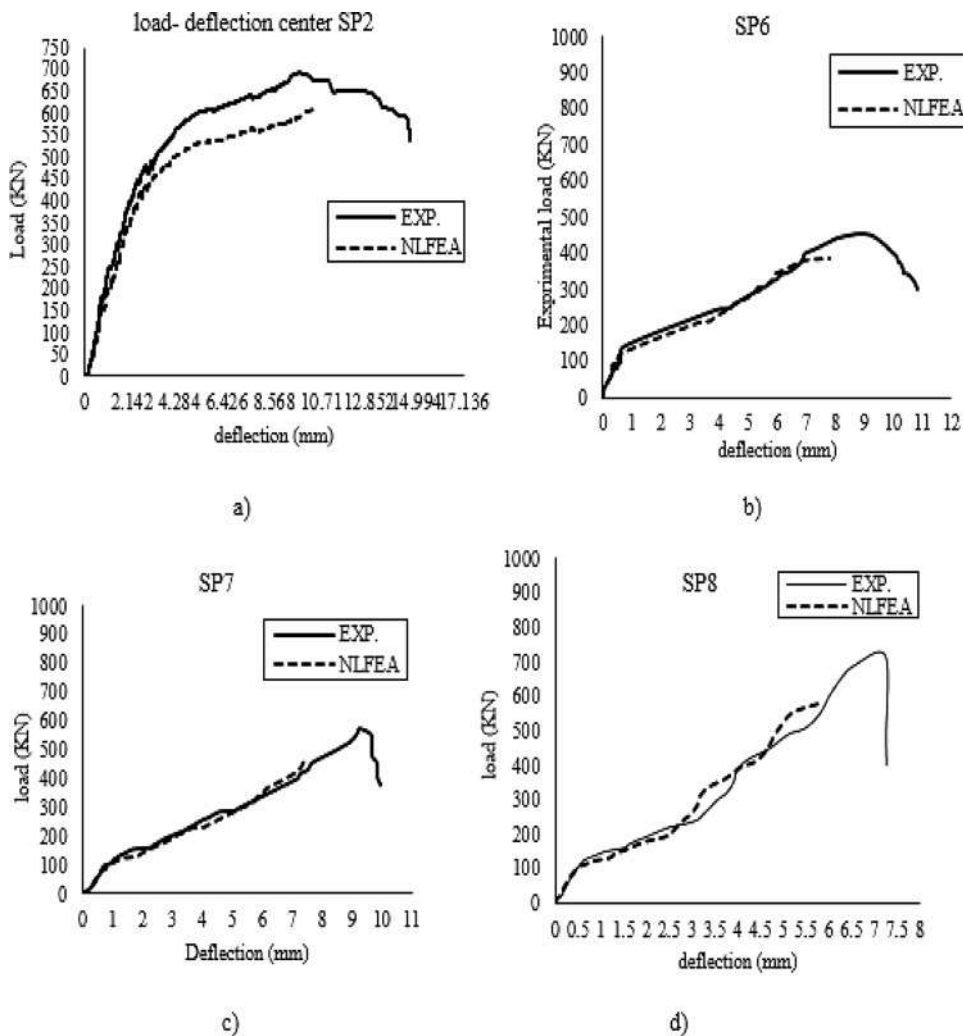 load- deflection center SP2
750
700
650
600
550
500
450
400
350
300
250
200
150
100
50
0
Load (KN)
EXP.
NLFEA
0 2.142 4.284 6.426 8.568 10.71 12.852 14.994 17.136
deflection (mm)
a)
SP6
1000
900
800
700
600
500
400
300
200
100
0
Exprimental load (KN)
EXP.
NLFEA
0 1 2 3 4 5 6 7 8 9 10 11 12
deflection (mm)
b)
SP7
1000
900
800
700
600
500
400
300
200
100
0
load (KN)
EXP.
NLFEA
0 1 2 3 4 5 6 7 8 9 10 11
Deflection (mm)
c)
SP8
1000
900
800
700
600
500
400
300
200
100
0
load (KN)
EXP.
NLFEA
0 0.5 1 1.5 2 2.5 3 3.5 4 4.5 5 5.5 6 6.5 7 7.5 8
deflection (mm)
d)